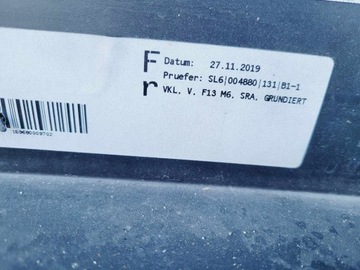 F Datum: 27.11.2019
Pruefer: SL6|004880|131|B1-1
r VKL. V. F13 M6. SRA. GRUNDIERT